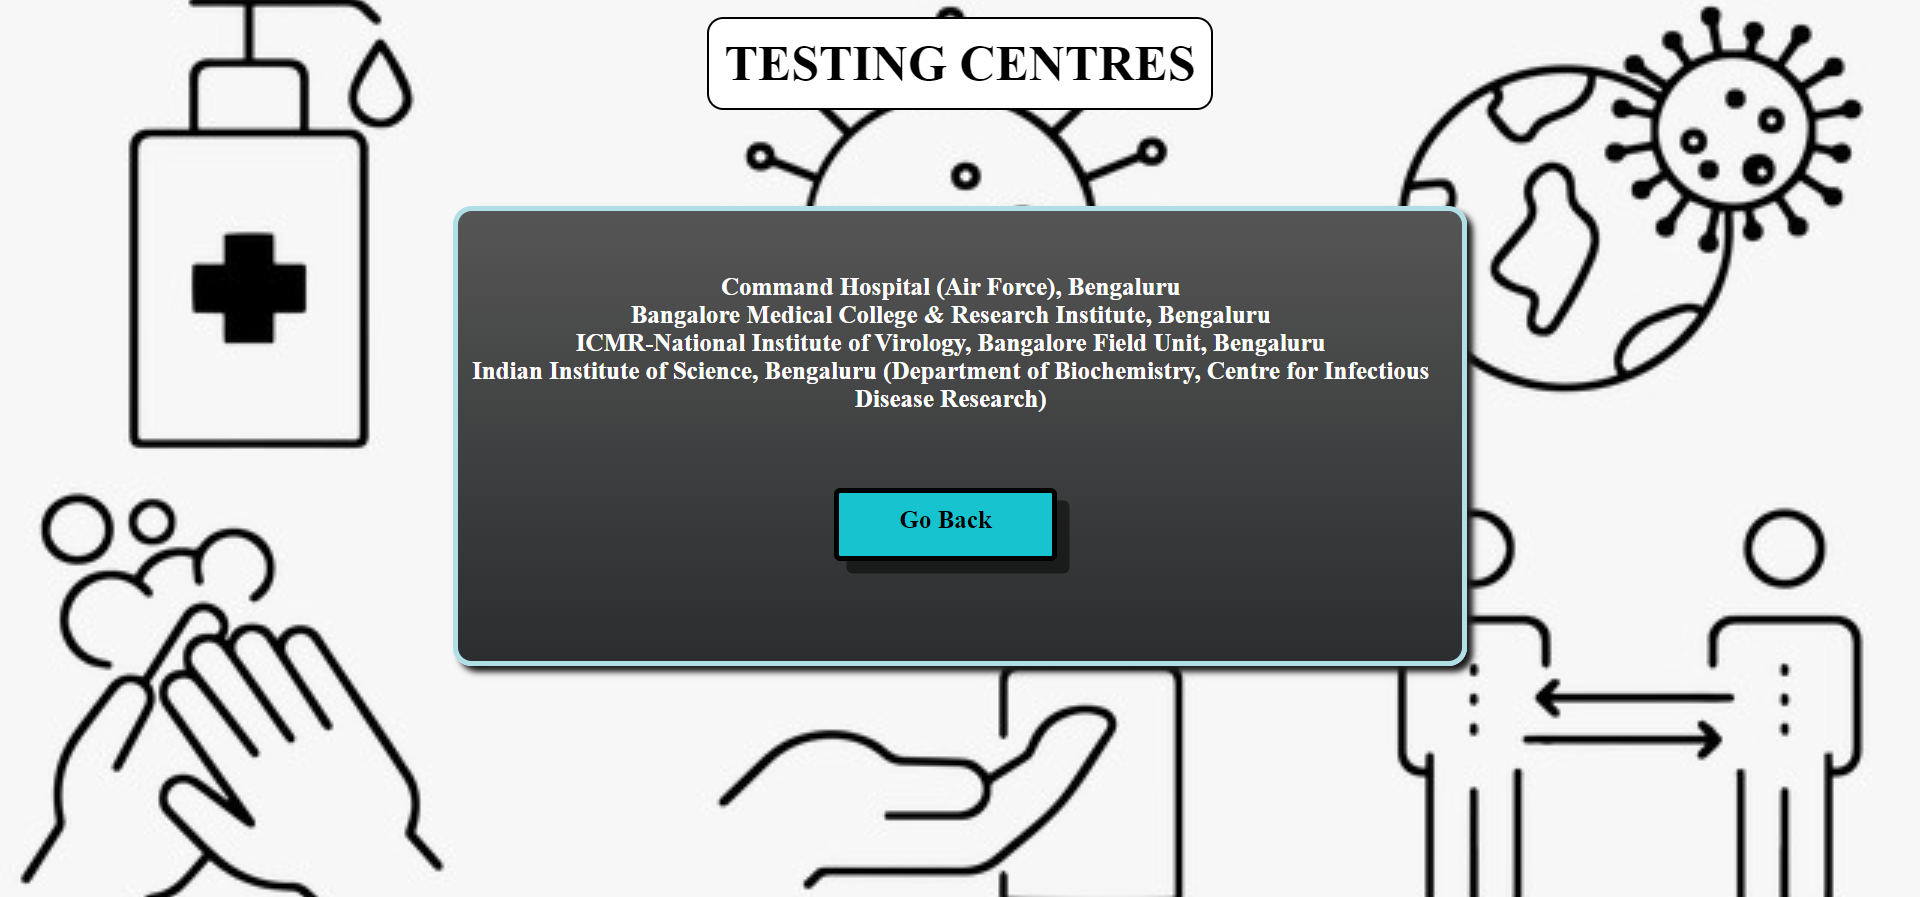 TESTING CENTRES
Command Hospital (Air Force), Bengaluru
Bangalore Medical College & Research Institute, Bengaluru
ICMR-National Institute of Virology, Bangalore Field Unit, Bengaluru
Indian Institute of Science, Bengaluru (Department of Biochemistry, Centre for Infectious
Disease Research)
Go Back